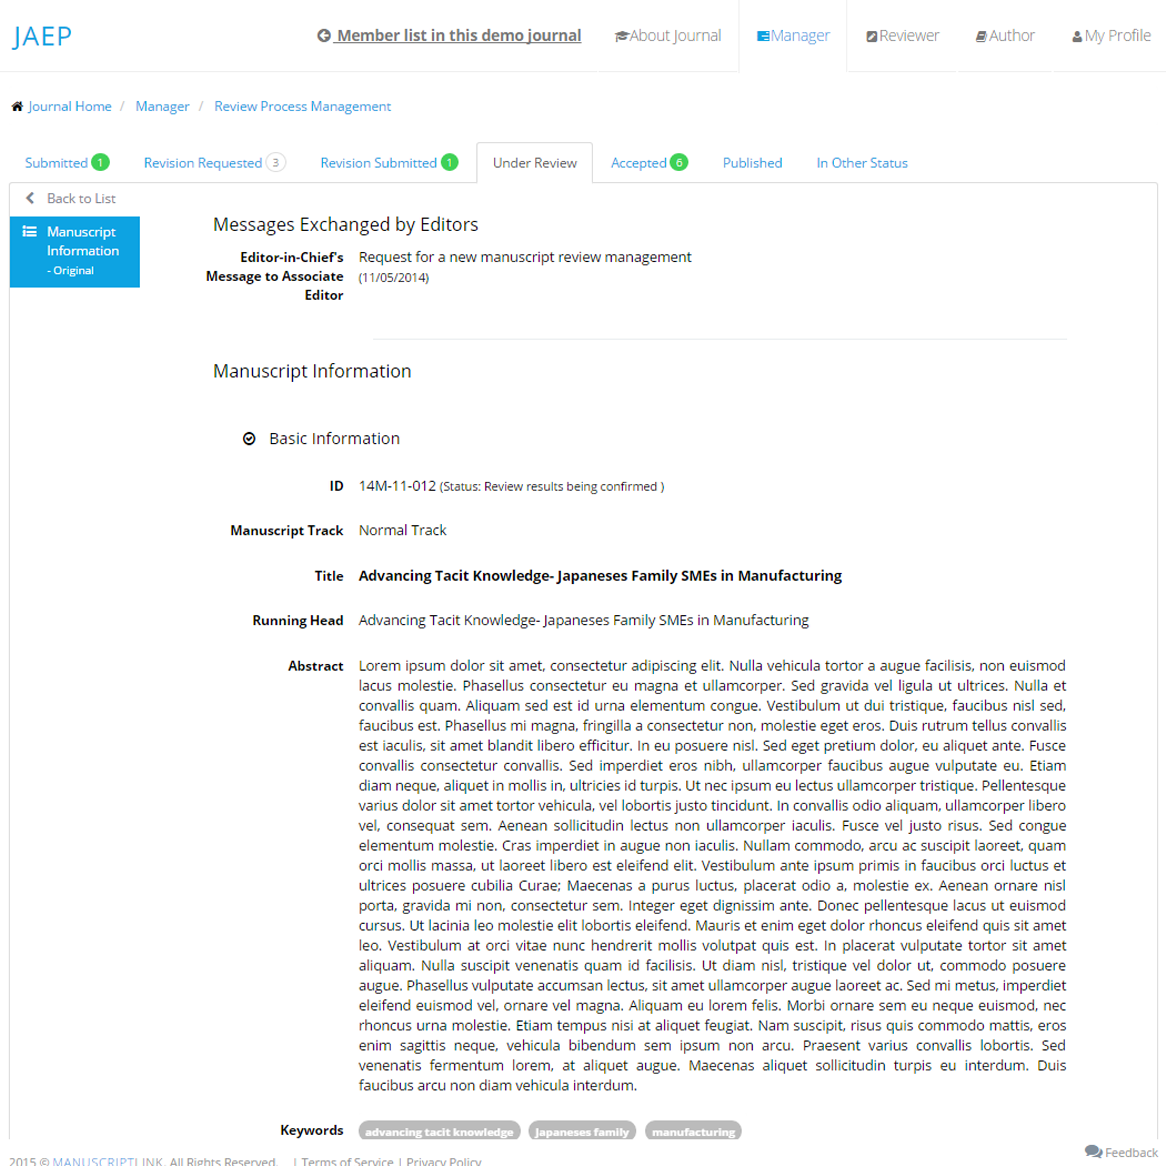 JAEP
Member list in this demo journal
About Journal
Manager
Reviewer
Author
My Profile
Journal Home / Manager / Review Process Management
Submitted 1
Revision Requested 3
Revision Submitted 1
Under Review
Accepted 6
Published
In Other Status
Back to List
Manuscript
Information
- Original
Messages Exchanged by Editors
Editor-in-Chief's
Message to Associate
Editor
Request for a new manuscript review management
(11/05/2014)
Manuscript Information
Basic Information
ID 14M-11-012 (Status: Review results being confirmed )
Manuscript Track Normal Track
Title Advancing Tacit Knowledge- Japaneses Family SMEs in Manufacturing
Running Head Advancing Tacit Knowledge- Japaneses Family SMEs in Manufacturing
Abstract Lorem ipsum dolor sit amet, consectetur adipiscing elit. Nulla vehicula tortor a augue facilisis, non euismod
lacus molestie. Phasellus consectetur eu magna et ullamcorper. Sed gravida vel ligula ut ultrices. Nulla et
convallis quam. Aliquam sed est id urna elementum congue. Vestibulum ut dui tristique, faucibus nisl sed,
faucibus est. Phasellus mi magna, fringilla a consectetur non, molestie eget eros. Duis rutrum tellus convallis
est iaculis, sit amet blandit libero efficitur. In eu posuere nisl. Sed eget pretium dolor, eu aliquet ante. Fusce
convallis consectetur convallis. Sed imperdiet eros nibh, ullamcorper faucibus augue vulputate eu. Etiam
diam neque, aliquet in mollis in, ultricies id turpis. Ut nec ipsum eu lectus ullamcorper tristique. Pellentesque
varius dolor sit amet tortor vehicula, vel lobortis justo tincidunt. In convallis odio aliquam, ullamcorper libero
vel, consequat sem. Aenean sollicitudin lectus non ullamcorper iaculis. Fusce vel justo risus. Sed congue
elementum molestie. Cras imperdiet in augue non iaculis. Nullam commodo, arcu ac suscipit laoreet, quam
orci mollis massa, ut laoreet libero est eleifend elit. Vestibulum ante ipsum primis in faucibus orci luctus et
ultrices posuere cubilia Curae; Maecenas a purus luctus, placerat odio a, molestie ex. Aenean ornare nisl
porta, gravida mi non, consectetur sem. Integer eget dignissim ante. Donec pellentesque lacus ut euismod
cursus. Ut lacinia leo molestie elit lobortis eleifend. Mauris et enim eget dolor rhoncus eleifend quis sit amet
leo. Vestibulum at orci vitae nunc hendrerit mollis volutpat quis est. In placerat vulputate tortor sit amet
aliquam. Nulla suscipit venenatis quam id facilisis. Ut diam nisl, tristique vel dolor ut, commodo posuere
augue. Phasellus vulputate accumsan lectus, sit amet ullamcorper augue laoreet ac. Sed mi metus, imperdiet
eleifend euismod vel, ornare vel magna. Aliquam eu lorem felis. Morbi ornare sem eu neque euismod, nec
rhoncus urna molestie. Etiam tempus nisi at aliquet feugiat. Nam suscipit, risus quis commodo mattis, eros
enim sagittis neque, vehicula bibendum sem ipsum non arcu. Praesent varius convallis lobortis. Sed
venenatis fermentum lorem, at aliquet augue. Maecenas aliquet sollicitudin turpis eu interdum. Duis
faucibus arcu non diam vehicula interdum.
Keywords advancing tacit knowledge Japaneses family manufacturing
2015 © MANUSCRIPTLINK. All Rights Reserved. | Terms of Service | Privacy Policy
Feedback